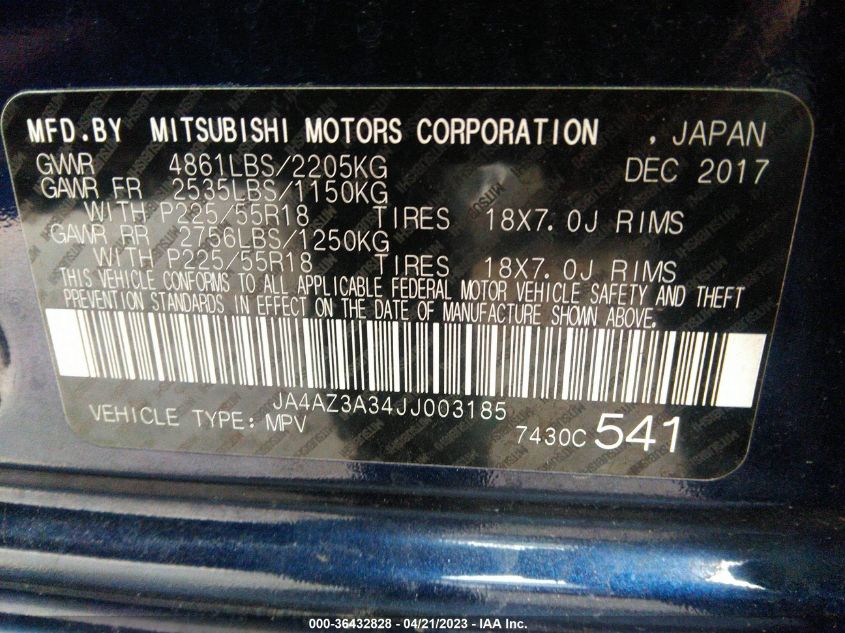 MFD.BY MITSUBISHI MOTORS CORPORATION , JAPAN
GVWR 4861LBS/2205KG DEC 2017
GAWR FR 2535LBS/1150KG
WITH P225/55R18 TIRES 18X7.0J RIMS
GAWR RR 2756LBS/1250KG
WITH P225/55R18 TIRES 18X7.0J RIMS
THIS VEHICLE CONFORMS TO ALL APPLICABLE FEDERAL MOTOR VEHICLE SAFETY AND THEFT
PREVENTION STANDARDS IN EFFECT ON THE DATE OF MANUFACTURE SHOWN ABOVE.
JA4AZ3A34JJ003185
VEHICLE TYPE: MPV 7430C 541
000-36432828 - 04/21/2023 - IAA Inc.